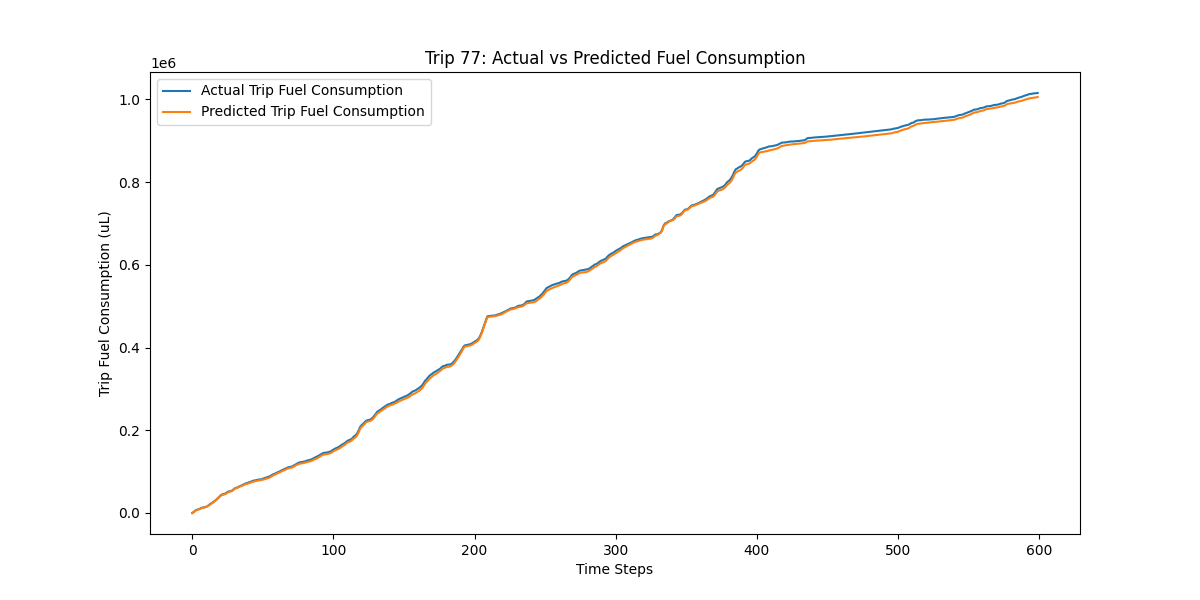 Trip 77: Actual vs Predicted Fuel Consumption
1e6
Actual Trip Fuel Consumption
Predicted Trip Fuel Consumption
1.0
0.8
0.6
0.4
0.2
0.0
Trip Fuel Consumption (uL)
0 100 200 300 400 500 600
Time Steps